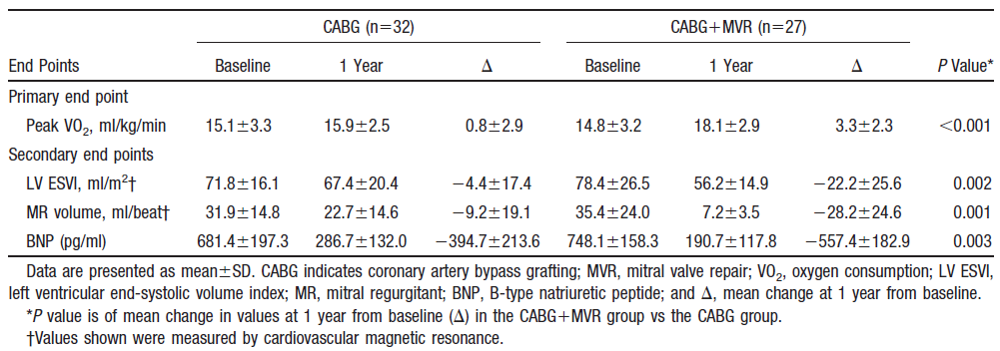 CABG (n=32) CABG+MVR (n=27)
End Points Baseline 1 Year Δ Baseline 1 Year Δ P Value*
Primary end point
Peak VO₂, ml/kg/min 15.1±3.3 15.9±2.5 0.8±2.9 14.8±3.2 18.1±2.9 3.3±2.3 <0.001
Secondary end points
LV ESVI, ml/m²† 71.8±16.1 67.4±20.4 −4.4±17.4 78.4±26.5 56.2±14.9 −22.2±25.6 0.002
MR volume, ml/beat† 31.9±14.8 22.7±14.6 −9.2±19.1 35.4±24.0 7.2±3.5 −28.2±24.6 0.001
BNP (pg/ml) 681.4±197.3 286.7±132.0 −394.7±213.6 748.1±158.3 190.7±117.8 −557.4±182.9 0.003
Data are presented as mean±SD. CABG indicates coronary artery bypass grafting; MVR, mitral valve repair; VO₂, oxygen consumption; LV ESVI,
left ventricular end-systolic volume index; MR, mitral regurgitant; BNP, B-type natriuretic peptide; and Δ, mean change at 1 year from baseline.
*P value is of mean change in values at 1 year from baseline (Δ) in the CABG+MVR group vs the CABG group.
†Values shown were measured by cardiovascular magnetic resonance.